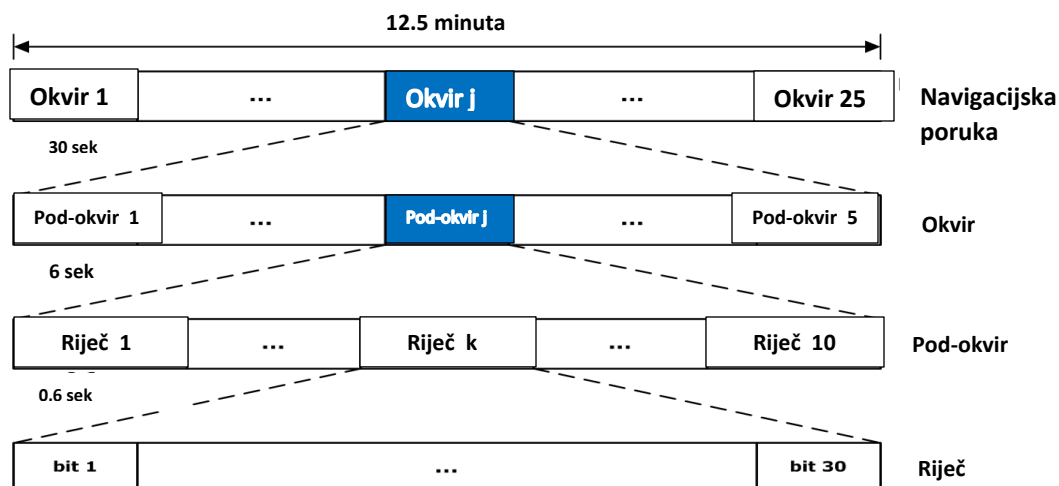 12.5 minuta
Okvir 1 ... Okvir j ... Okvir 25 Navigacijska
poruka
30 sek
Pod-okvir 1 ... Pod-okvir j ... Pod-okvir 5 Okvir
6 sek
Riječ 1 ... Riječ k ... Riječ 10 Pod-okvir
0.6 sek
bit 1 ... bit 30 Riječ